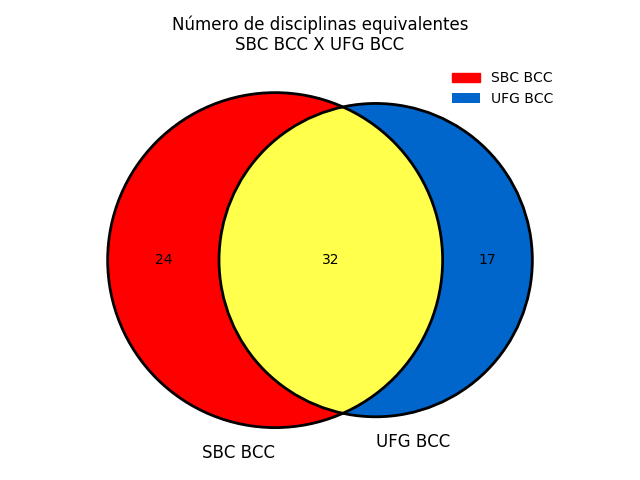 Número de disciplinas equivalentes
SBC BCC X UFG BCC
SBC BCC
UFG BCC
24
32
17
SBC BCC
UFG BCC